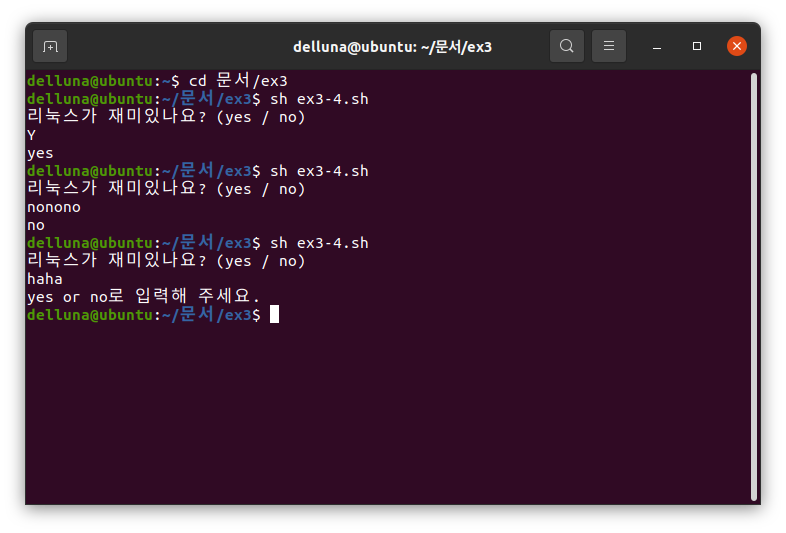 delluna@ubuntu: ~/문서/ex3
delluna@ubuntu:~$ cd 문서/ex3
delluna@ubuntu:~/문서/ex3$ sh ex3-4.sh
리눅스가 재미있나요? (yes / no)
Y
yes
delluna@ubuntu:~/문서/ex3$ sh ex3-4.sh
리눅스가 재미있나요? (yes / no)
nonono
no
delluna@ubuntu:~/문서/ex3$ sh ex3-4.sh
리눅스가 재미있나요? (yes / no)
haha
yes or no로 입력해 주세요.
delluna@ubuntu:~/문서/ex3$